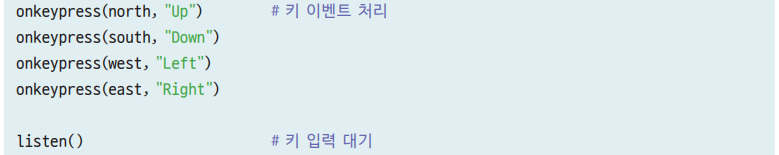 onkeypress(north, "Up") # 키 이벤트 처리
onkeypress(south, "Down")
onkeypress(west, "Left")
onkeypress(east, "Right")
listen() # 키 입력 대기